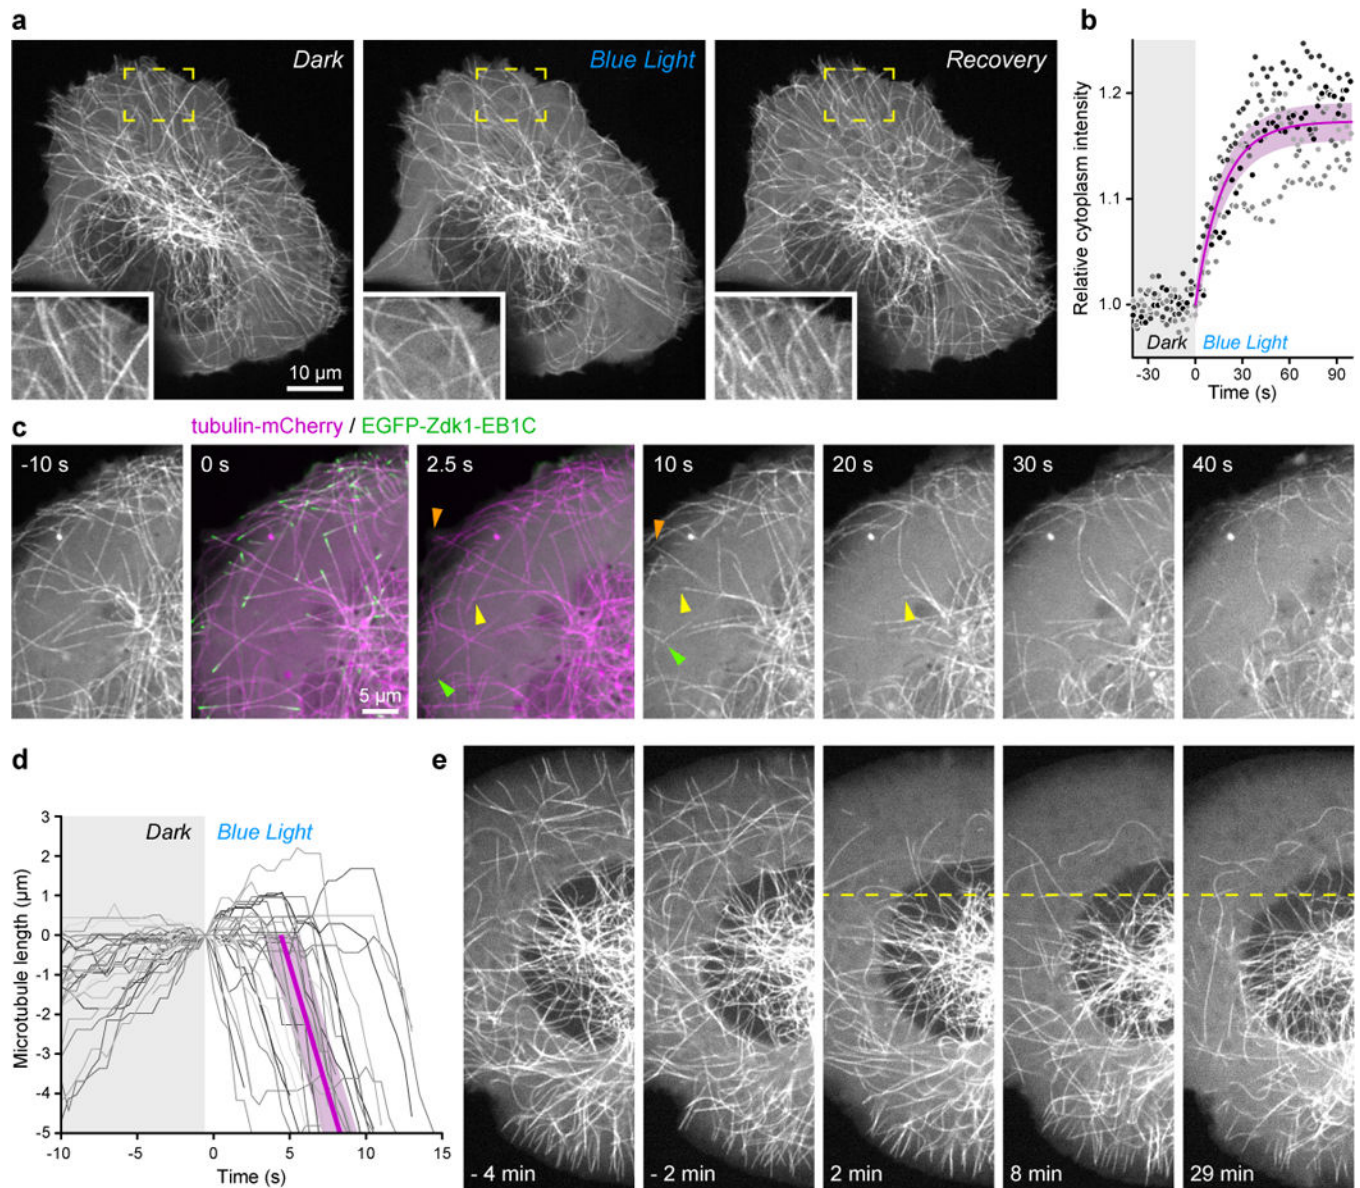 a
Dark
Blue Light
Recovery
10 µm
b
Relative cytoplasm intensity
1.2
1.1
1.0
Dark
Blue Light
-30
0
30
60
90
Time (s)
c
tubulin-mCherry / EGFP-Zdk1-EB1C
-10 s
0 s
2.5 s
10 s
20 s
30 s
40 s
5 µm
d
Microtubule length (µm)
3
2
1
0
-1
-2
-3
-4
-5
Dark
Blue Light
-10
-5
0
5
10
15
Time (s)
e
- 4 min
- 2 min
2 min
8 min
29 min